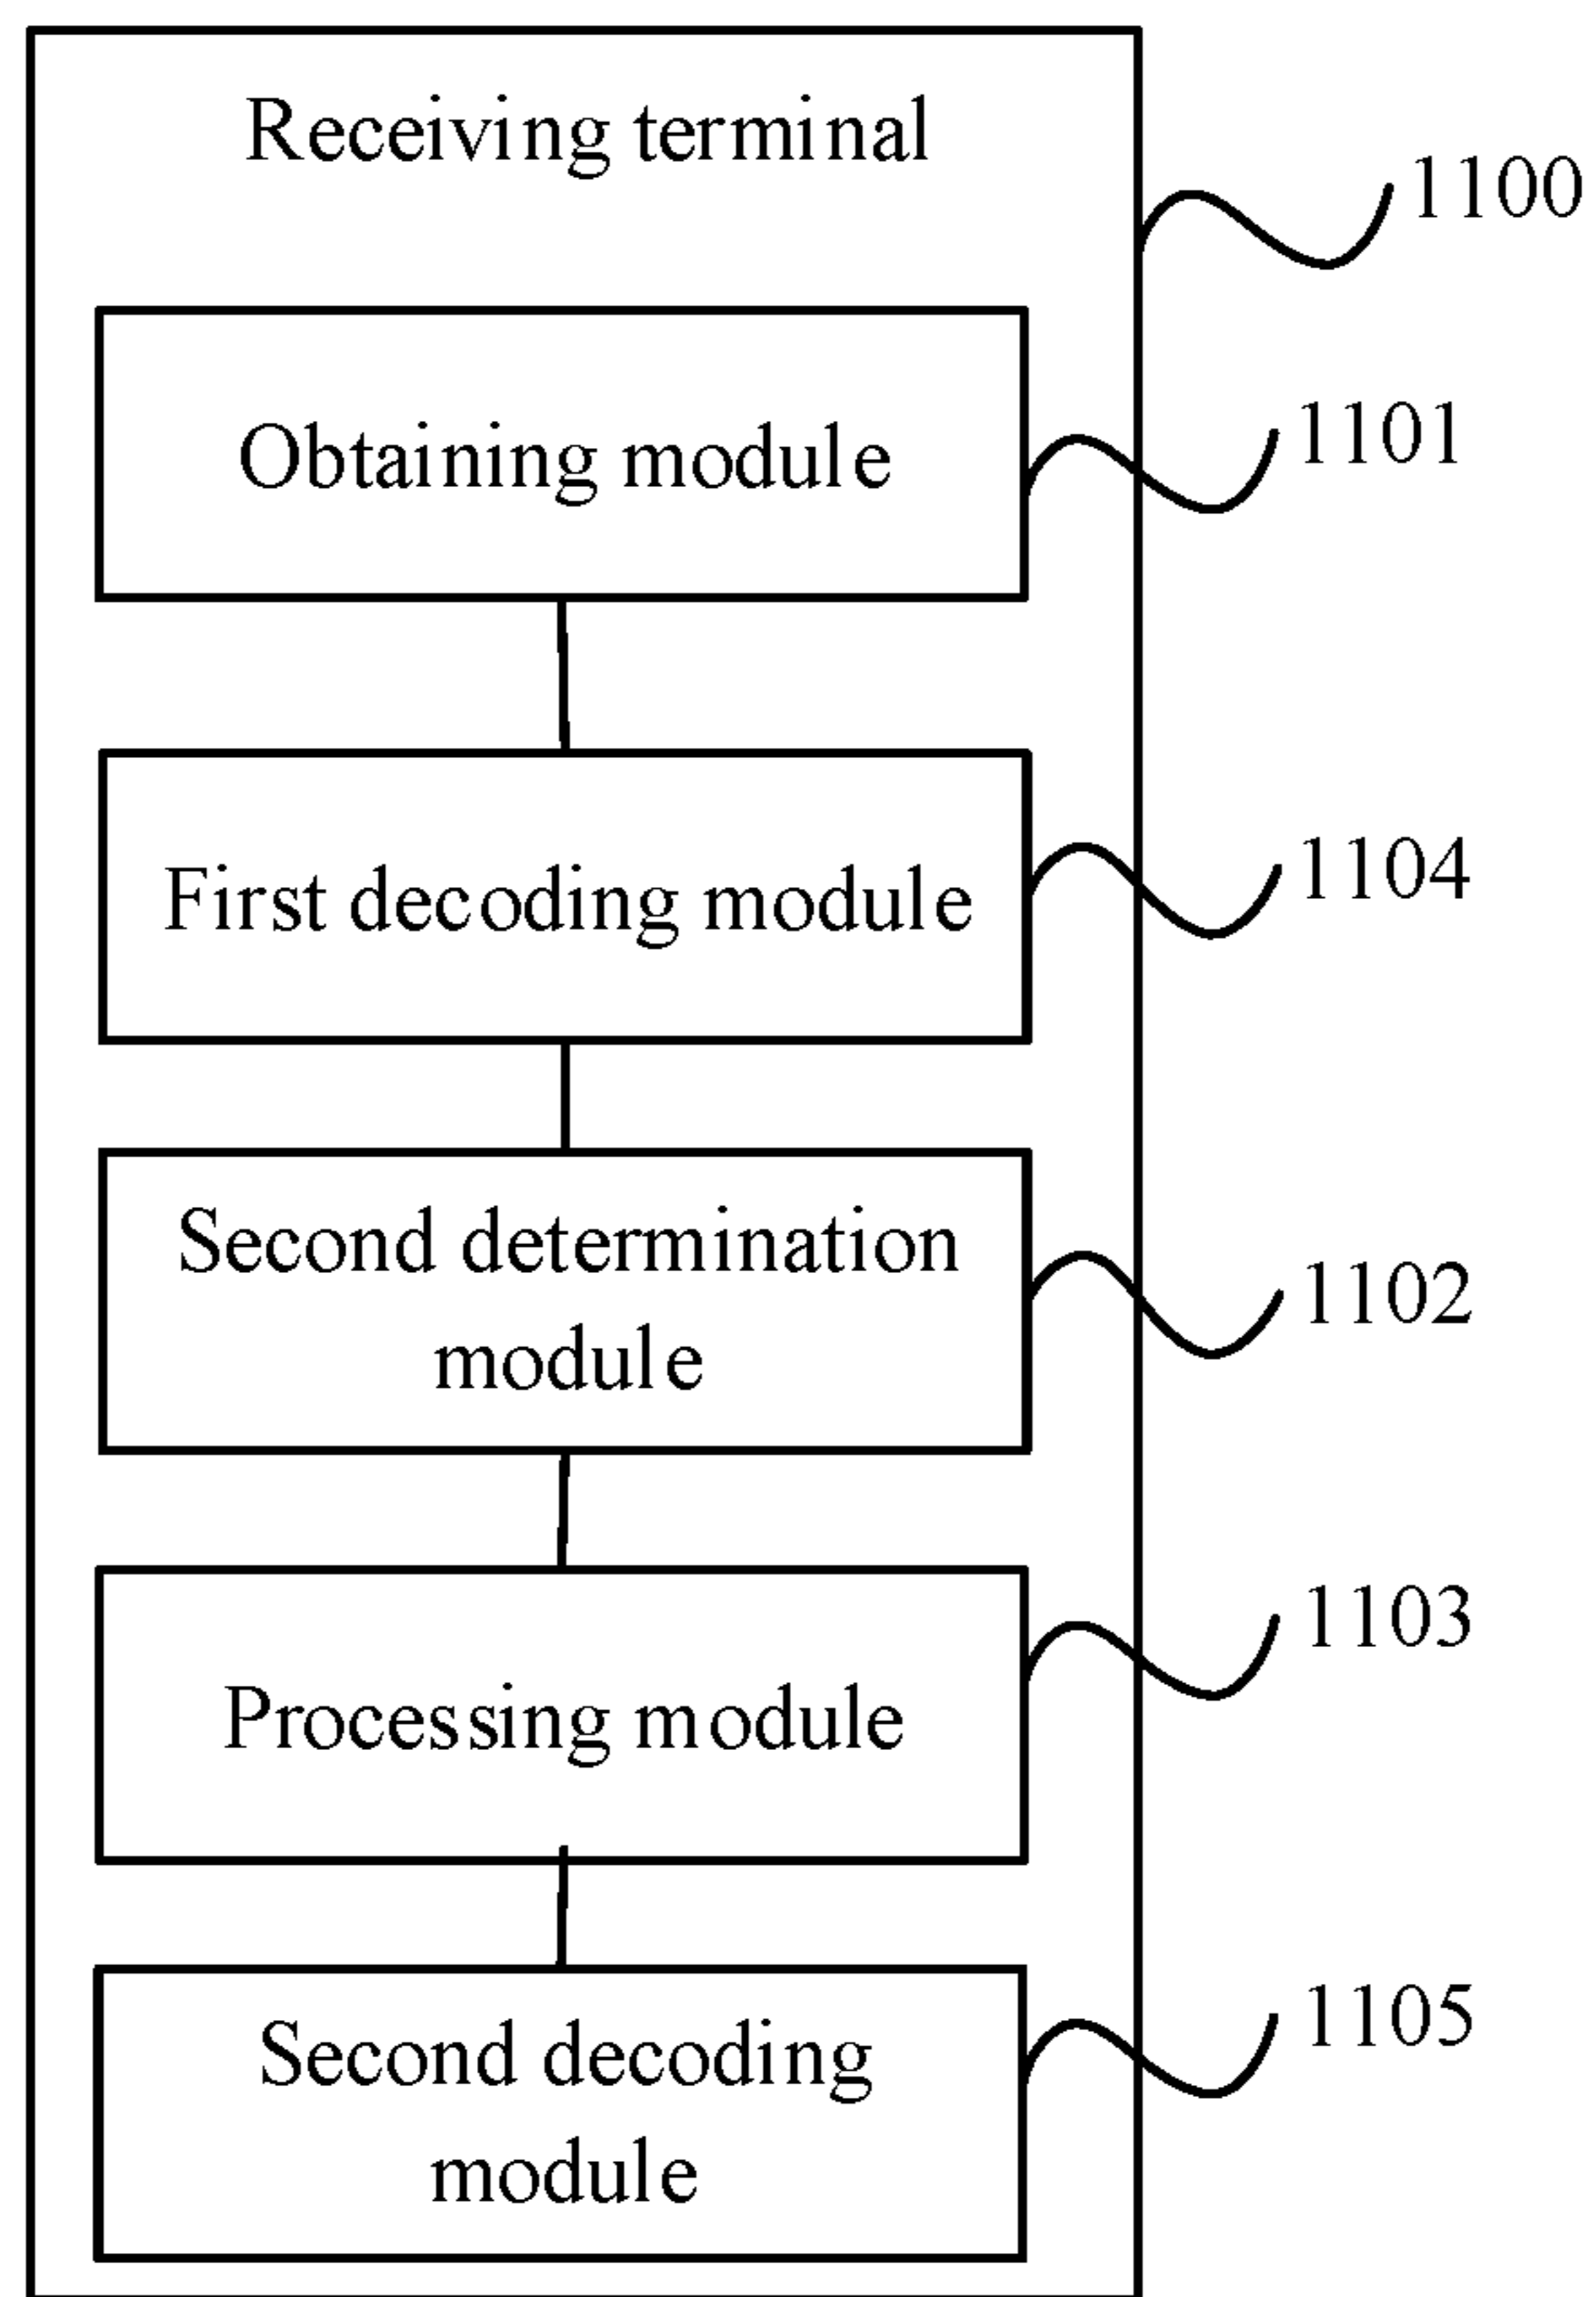 Receiving terminal
1100
Obtaining module
1101
First decoding module
1104
Second determination
module
1102
Processing module
1103
Second decoding
module
1105